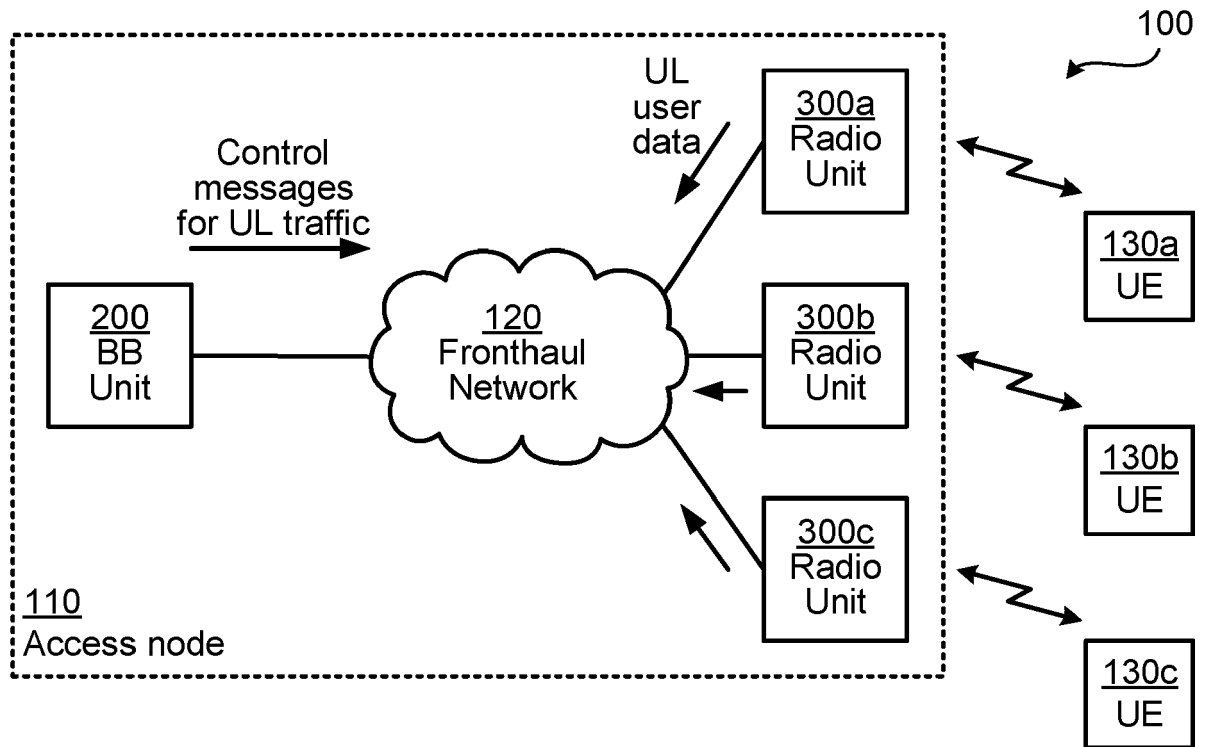 100
UL
user
data
300a
Radio
Unit
Control
messages
for UL traffic
130a
UE
200
BB
Unit
120
Fronthaul
Network
300b
Radio
Unit
130b
UE
300c
Radio
Unit
110
Access node
130c
UE